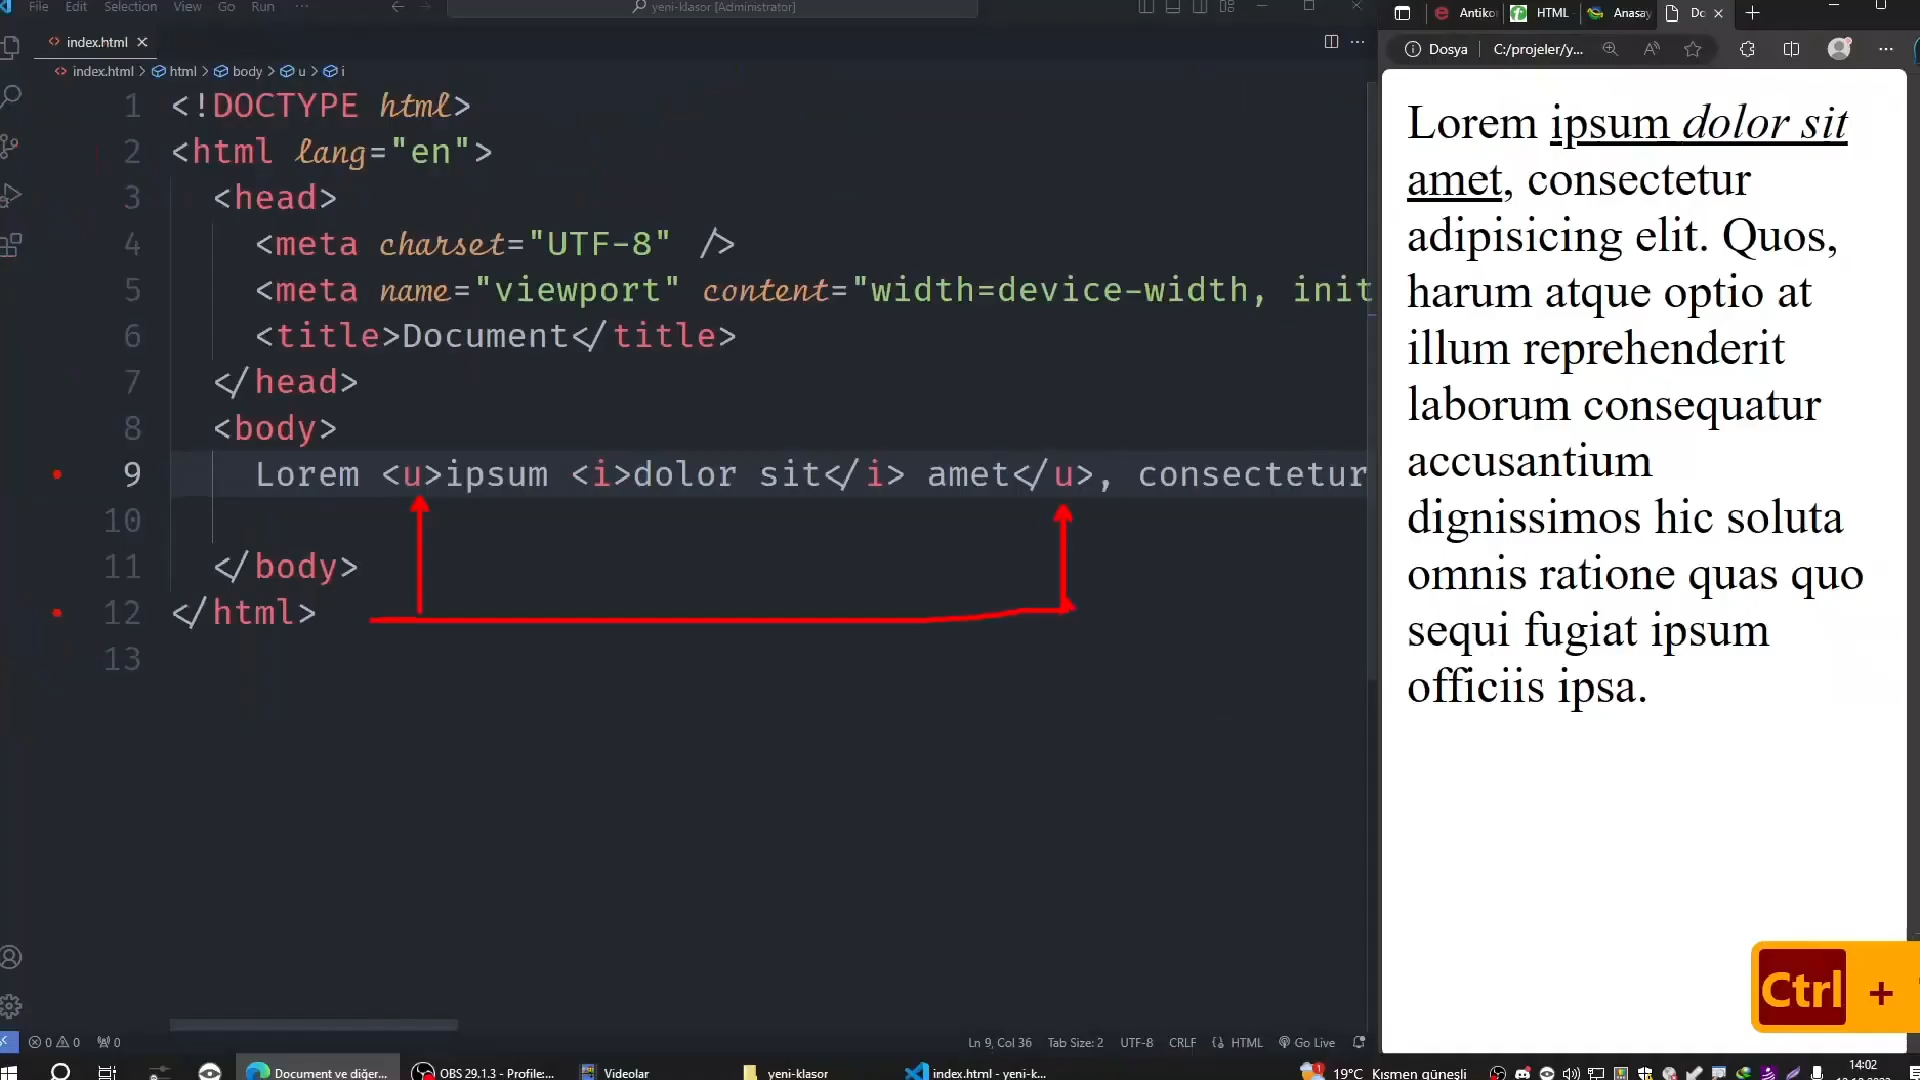 File Edit Selection View Go Run ··· yeni-klasor [Administrator]
Antiko HTML Anasay Do
index.html
Dosya C:/projeler/y...
index.html > html > body > u > i
1 <!DOCTYPE html>
2 <html lang="en">
3 <head>
4 <meta charset="UTF-8" />
5 <meta name="viewport" content="width=device-width, init
6 <title>Document</title>
7 </head>
8 <body>
9 Lorem <u>ipsum <i>dolor sit</i> amet</u>, consectetur
10
11 </body>
12 </html>
13
Lorem ipsum dolor sit
amet, consectetur
adipisicing elit. Quos,
harum atque optio at
illum reprehenderit
laborum consequatur
accusantium
dignissimos hic soluta
omnis ratione quas quo
sequi fugiat ipsum
officiis ipsa.
Ctrl +
0 0 0 Ln 9, Col 36 Tab Size: 2 UTF-8 CRLF HTML Go Live
Document ve diğer... OBS 29.1.3 - Profile:... Videolar yeni-klasor index.html - yeni-k... 1 19°C Kısmen güneşli 14:02